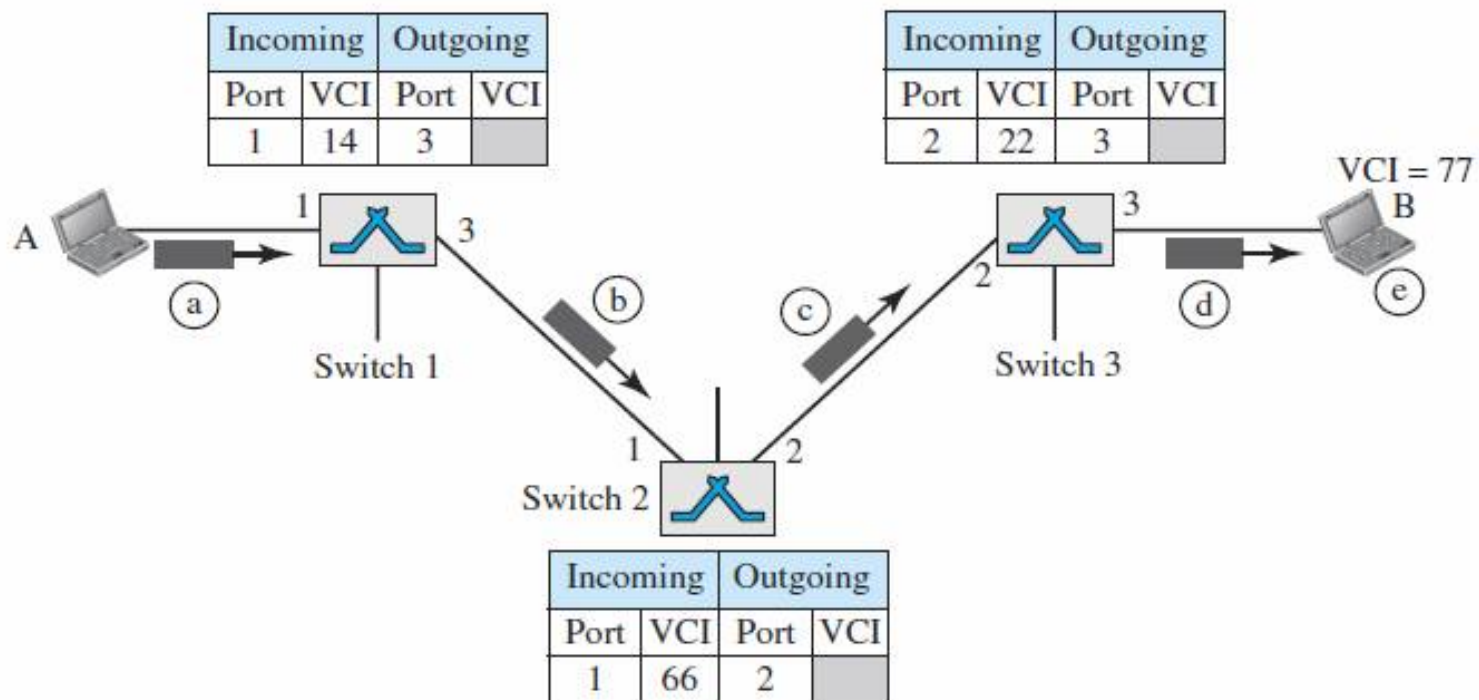 Incoming Outgoing
Port VCI Port VCI
1 14 3
Incoming Outgoing
Port VCI Port VCI
2 22 3
VCI = 77
A
1
3
2
3
B
a
b
c
d
e
Switch 1
Switch 3
1
2
Switch 2
Incoming Outgoing
Port VCI Port VCI
1 66 2